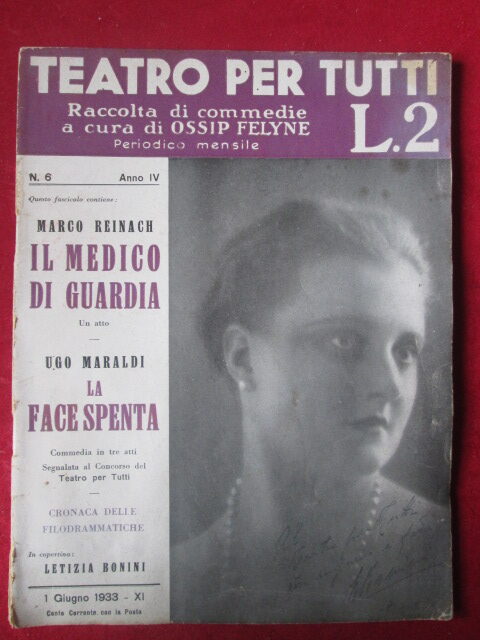 TEATRO PER TUTTI
Raccolta di commedie
a cura di OSSIP FELYNE
Periodico mensile
L.2
N. 6 Anno IV
Questo fascicolo contiene:
MARCO REINACH
IL MEDICO
DI GUARDIA
Un atto
UGO MARALDI
LA
FACE SPENTA
Commedia in tre atti
Segnalata al Concorso del
Teatro per Tutti
CRONACA DELLE
FILODRAMMATICHE
In copertina:
LETIZIA BONINI
1 Giugno 1933 - XI
Conto Corrente con la Posta